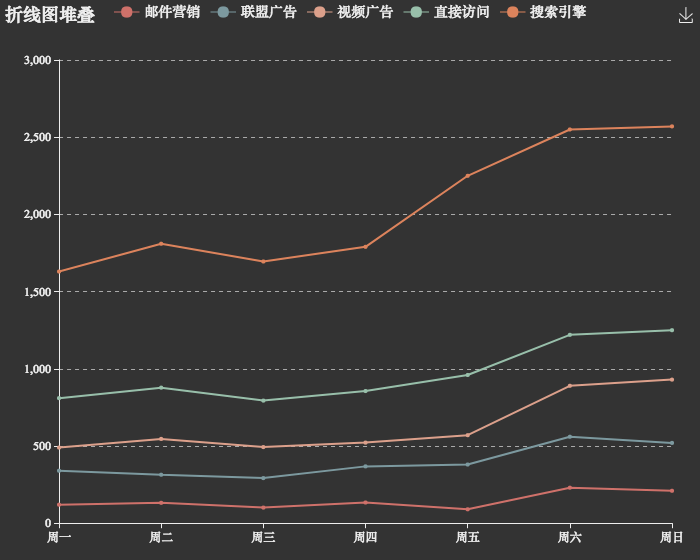 折线图堆叠
邮件营销 联盟广告 视频广告 直接访问 搜索引擎
3,000
2,500
2,000
1,500
1,000
500
0
周一 周二 周三 周四 周五 周六 周日